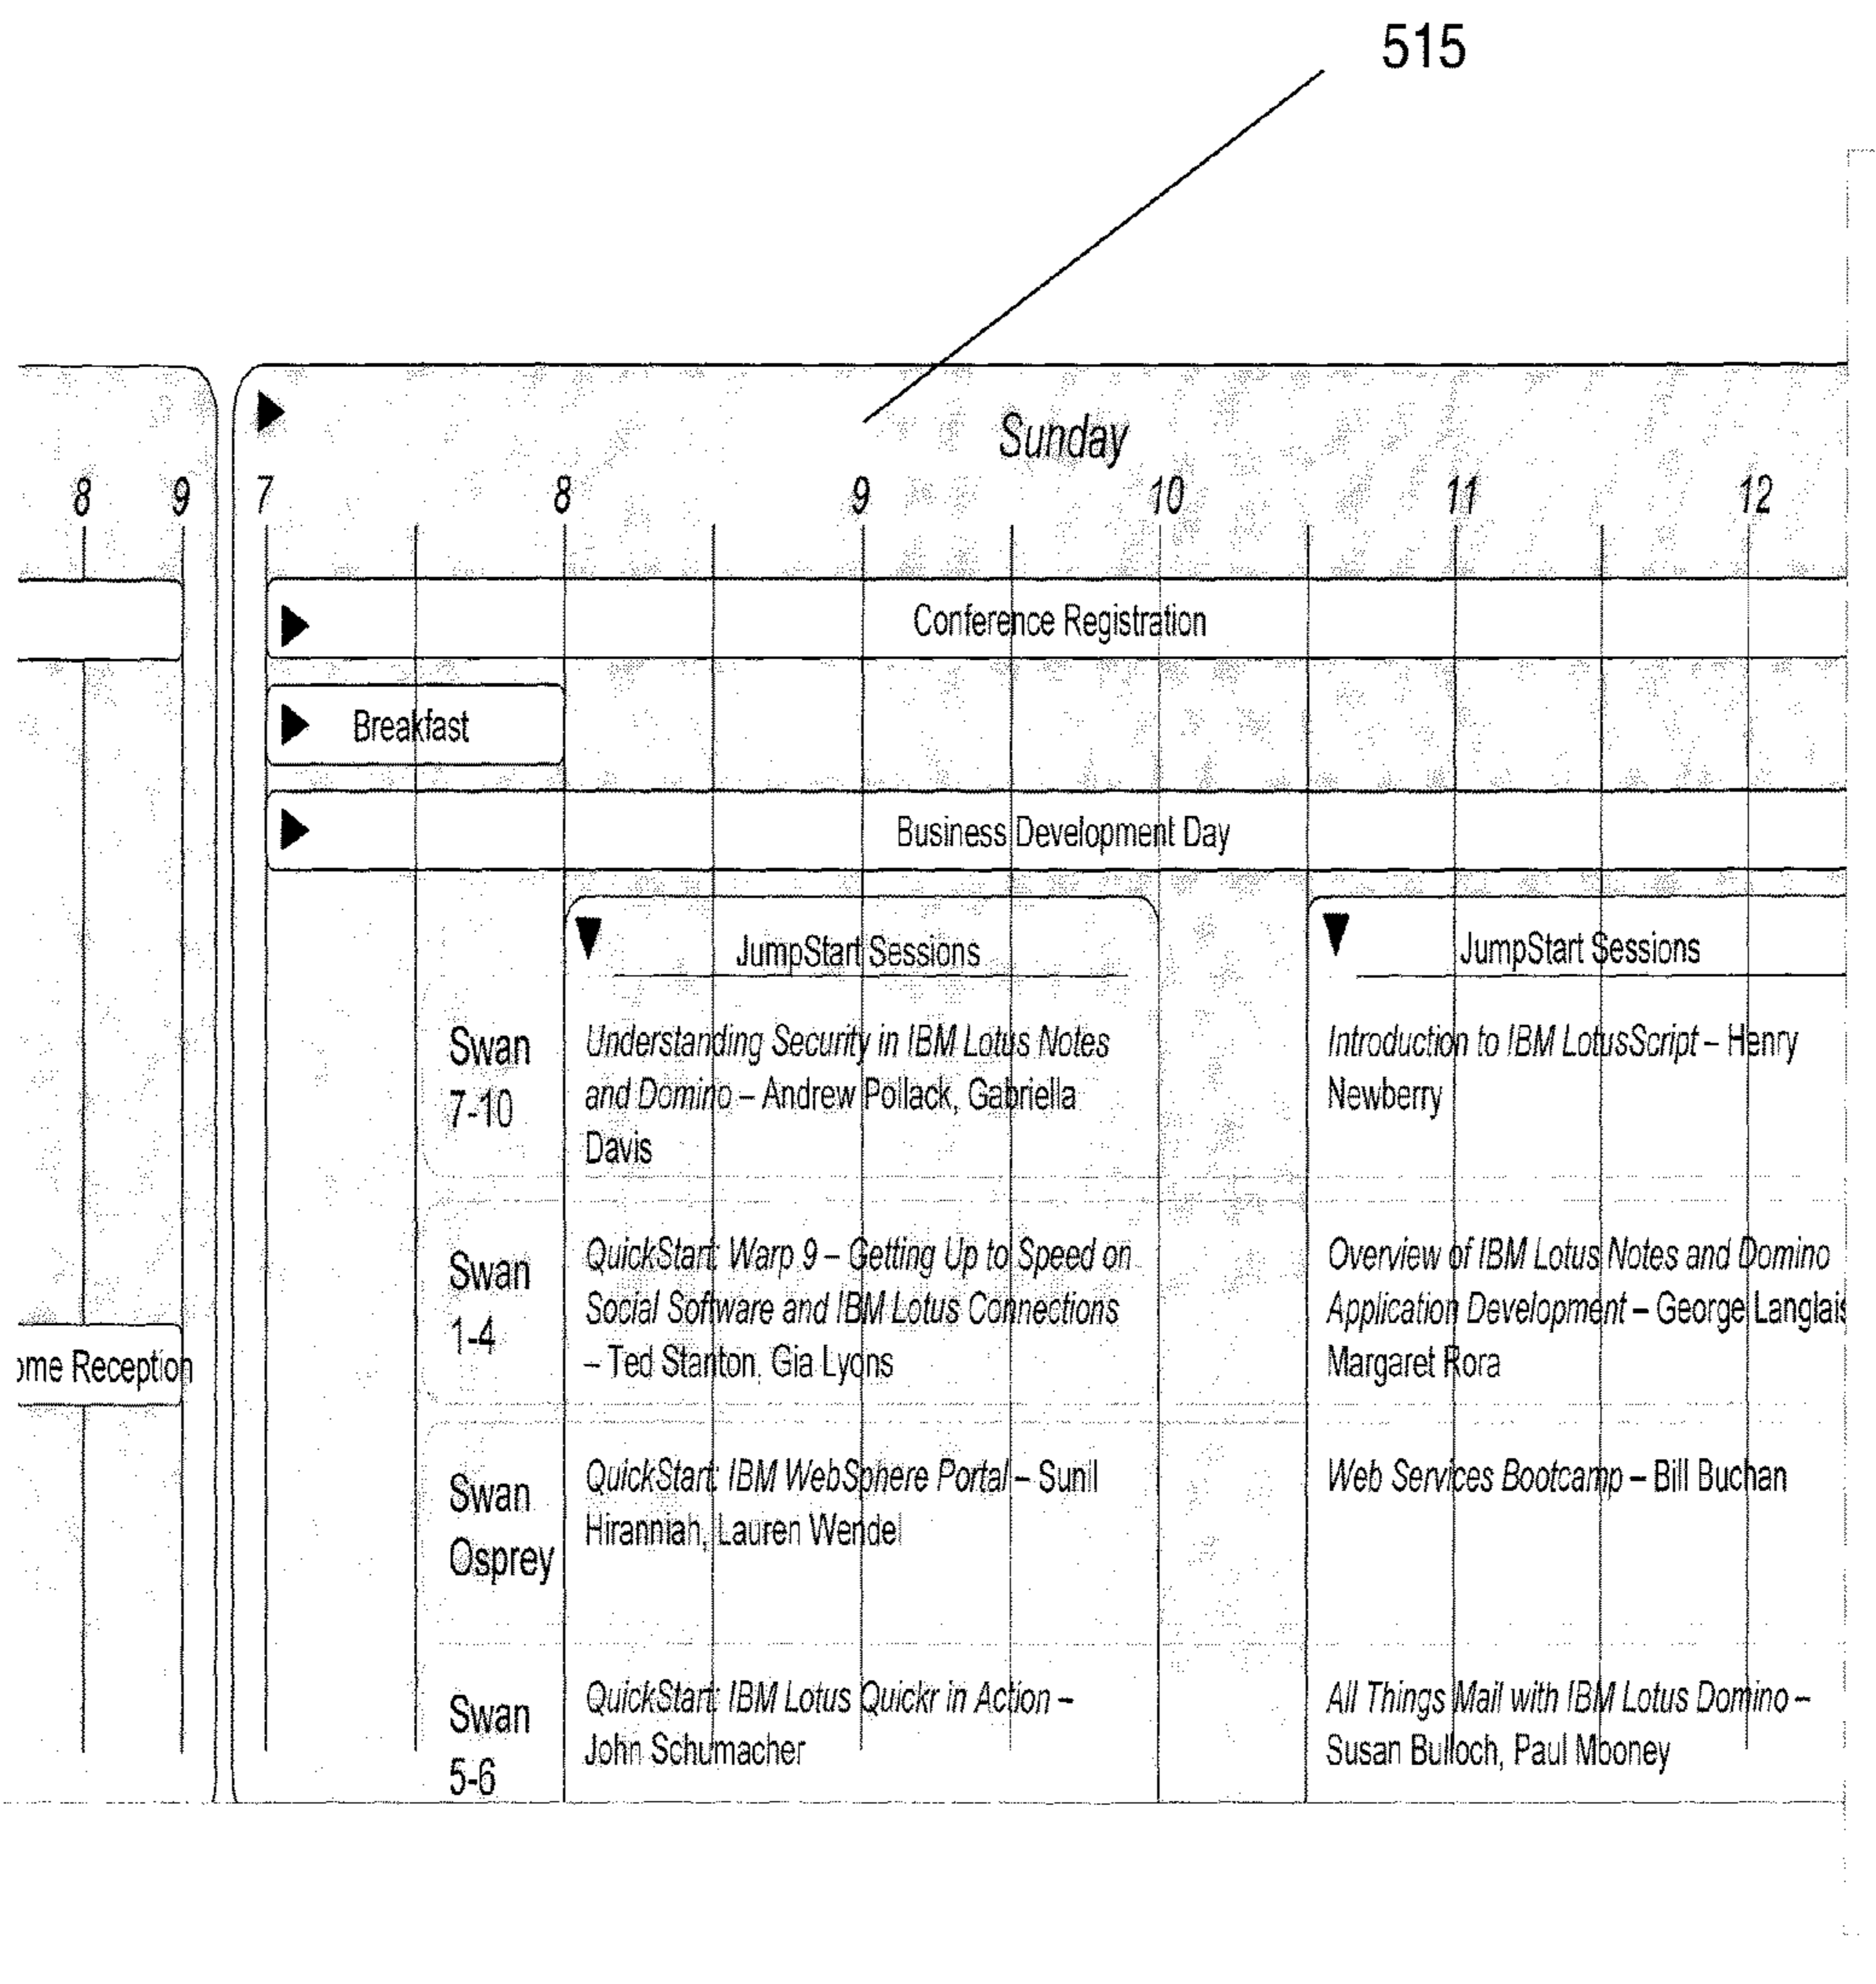 515
Sunday
8 9 7 8 9 10 11 12
Conference Registration
Breakfast
Business Development Day
JumpStart Sessions
JumpStart Sessions
Swan
7-10
Understanding Security in IBM Lotus Notes
and Domino – Andrew Pollack, Gabriella
Davis
Introduction to IBM LotusScript – Henry
Newberry
Swan
1-4
QuickStart: Warp 9 – Getting Up to Speed on
Social Software and IBM Lotus Connections
– Ted Stanton, Gia Lyons
Overview of IBM Lotus Notes and Domino
Application Development – George Langlais
Margaret Rora
ome Reception
Swan
Osprey
QuickStart: IBM WebSphere Portal – Sunil
Hiranniah, Lauren Wendel
Web Services Bootcamp – Bill Buchan
Swan
5-6
QuickStart: IBM Lotus Quickr in Action –
John Schumacher
All Things Mail with IBM Lotus Domino –
Susan Bulloch, Paul Mooney